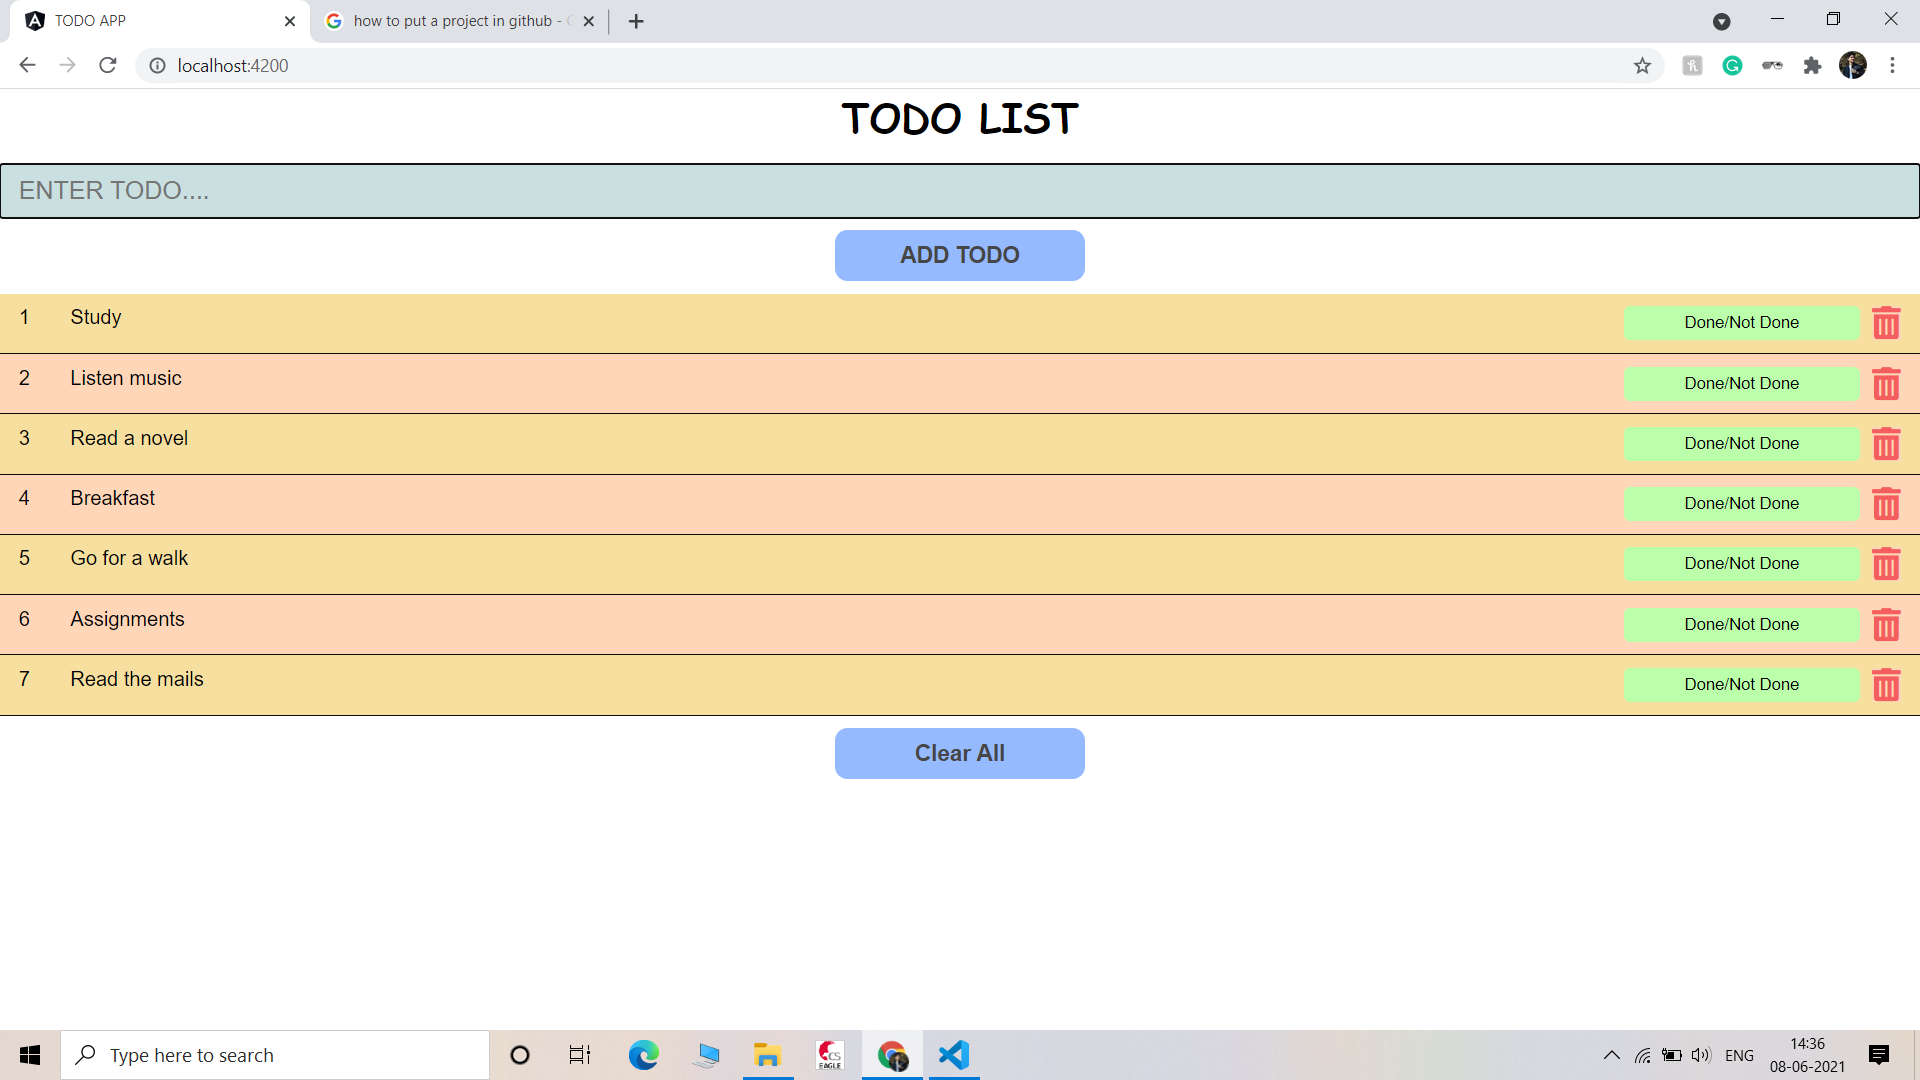 TODO APP
how to put a project in github -
localhost:4200
TODO LIST
ENTER TODO....
ADD TODO
1 Study Done/Not Done
2 Listen music Done/Not Done
3 Read a novel Done/Not Done
4 Breakfast Done/Not Done
5 Go for a walk Done/Not Done
6 Assignments Done/Not Done
7 Read the mails Done/Not Done
Clear All
Type here to search
CS
EAGLE
ENG
14:36
08-06-2021